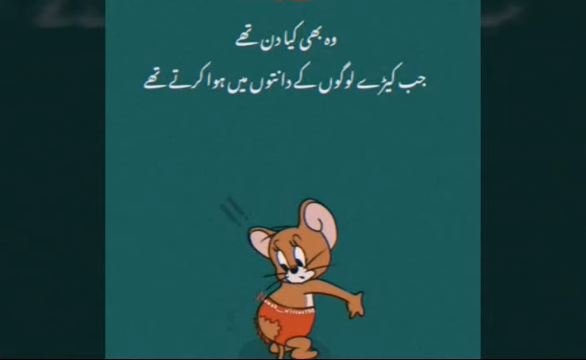 وہ بھی کیا دن تھے
جب کیڑے لوگوں کے دانتوں میں ہوا کرتے تھے